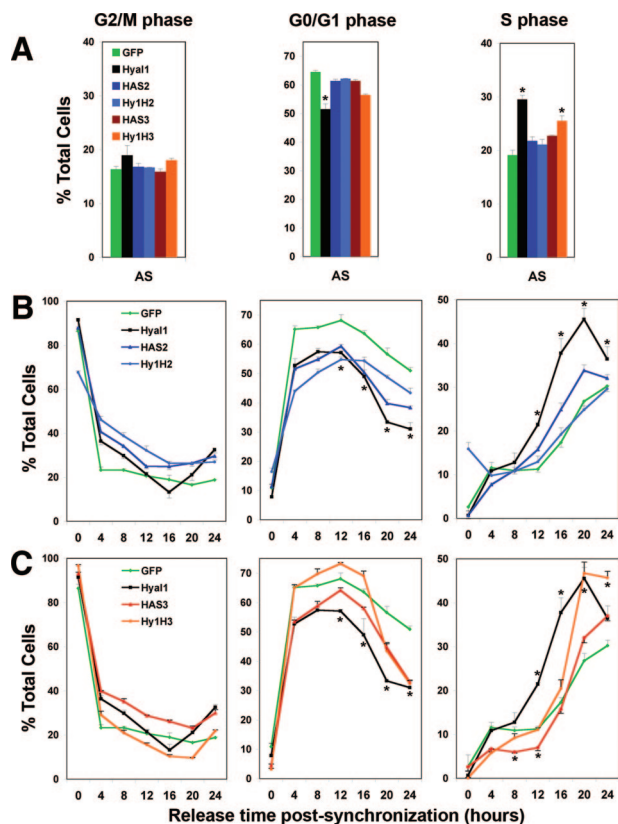 G2/M phase
G0/G1 phase
S phase
A
% Total Cells
40
30
20
10
0
GFP
Hyal1
HAS2
Hy1H2
HAS3
Hy1H3
AS
70
60
50
40
30
20
10
0
*
AS
40
30
20
10
0
* *
AS
B
% Total Cells
100
80
60
40
20
0
GFP
Hyal1
HAS2
Hy1H2
0 4 8 12 16 20 24
80
70
60
50
40
30
20
10
0
* * * *
0 4 8 12 16 20 24
50
40
30
20
10
0
* * * *
0 4 8 12 16 20 24
C
% Total Cells
100
80
60
40
20
0
GFP
Hyal1
HAS3
Hy1H3
0 4 8 12 16 20 24
80
70
60
50
40
30
20
10
0
* * * *
0 4 8 12 16 20 24
50
40
30
20
10
0
* * * * * *
0 4 8 12 16 20 24
Release time post-synchronization (hours)